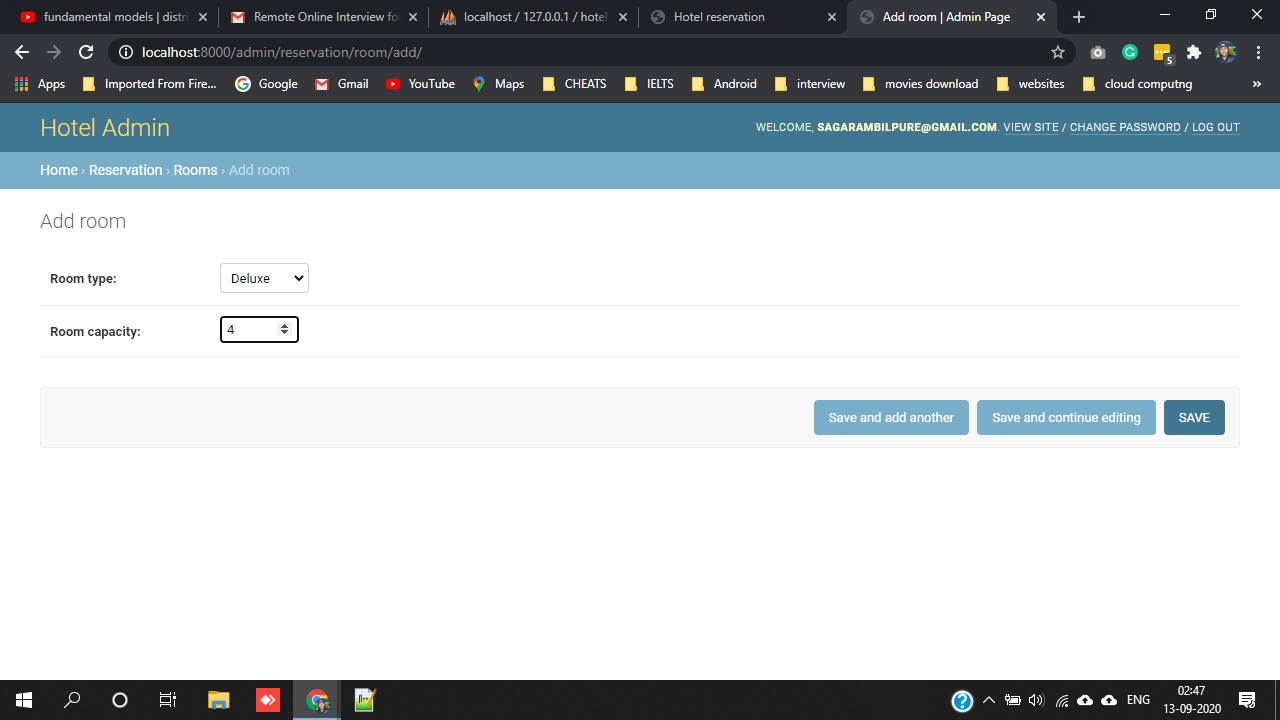 fundamental models | distri
Remote Online Interview fo
localhost / 127.0.0.1 / hotel
Hotel reservation
Add room | Admin Page
localhost:8000/admin/reservation/room/add/
5
Apps
Imported From Fire...
Google
Gmail
YouTube
Maps
CHEATS
IELTS
Android
interview
movies download
websites
cloud computng
»
Hotel Admin
WELCOME, SAGARAMBILPURE@GMAIL.COM. VIEW SITE / CHANGE PASSWORD / LOG OUT
Home › Reservation › Rooms › Add room
Add room
Room type:
Deluxe
Room capacity:
4
Save and add another
Save and continue editing
SAVE
ENG
02:47
13-09-2020